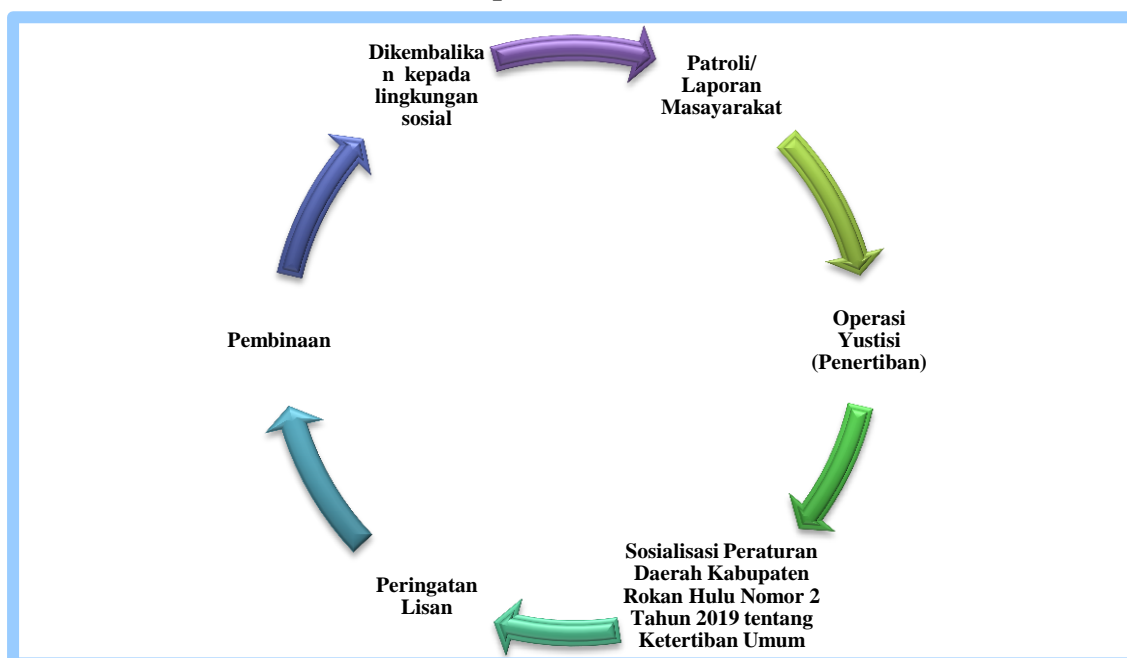 Dikembalika
n kepada
lingkungan
sosial
Patroli/
Laporan
Masayarakat
Operasi
Yustisi
(Penertiban)
Sosialisasi Peraturan
Daerah Kabupaten
Rokan Hulu Nomor 2
Tahun 2019 tentang
Ketertiban Umum
Peringatan
Lisan
Pembinaan